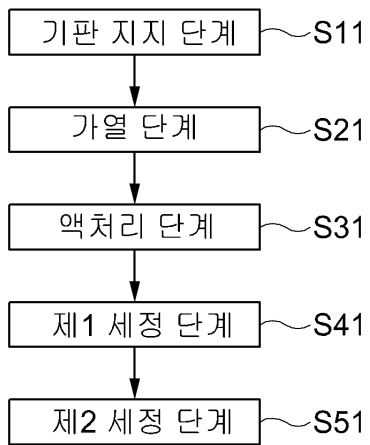 기판 지지 단계 S11
가열 단계 S21
액처리 단계 S31
제1 세정 단계 S41
제2 세정 단계 S51